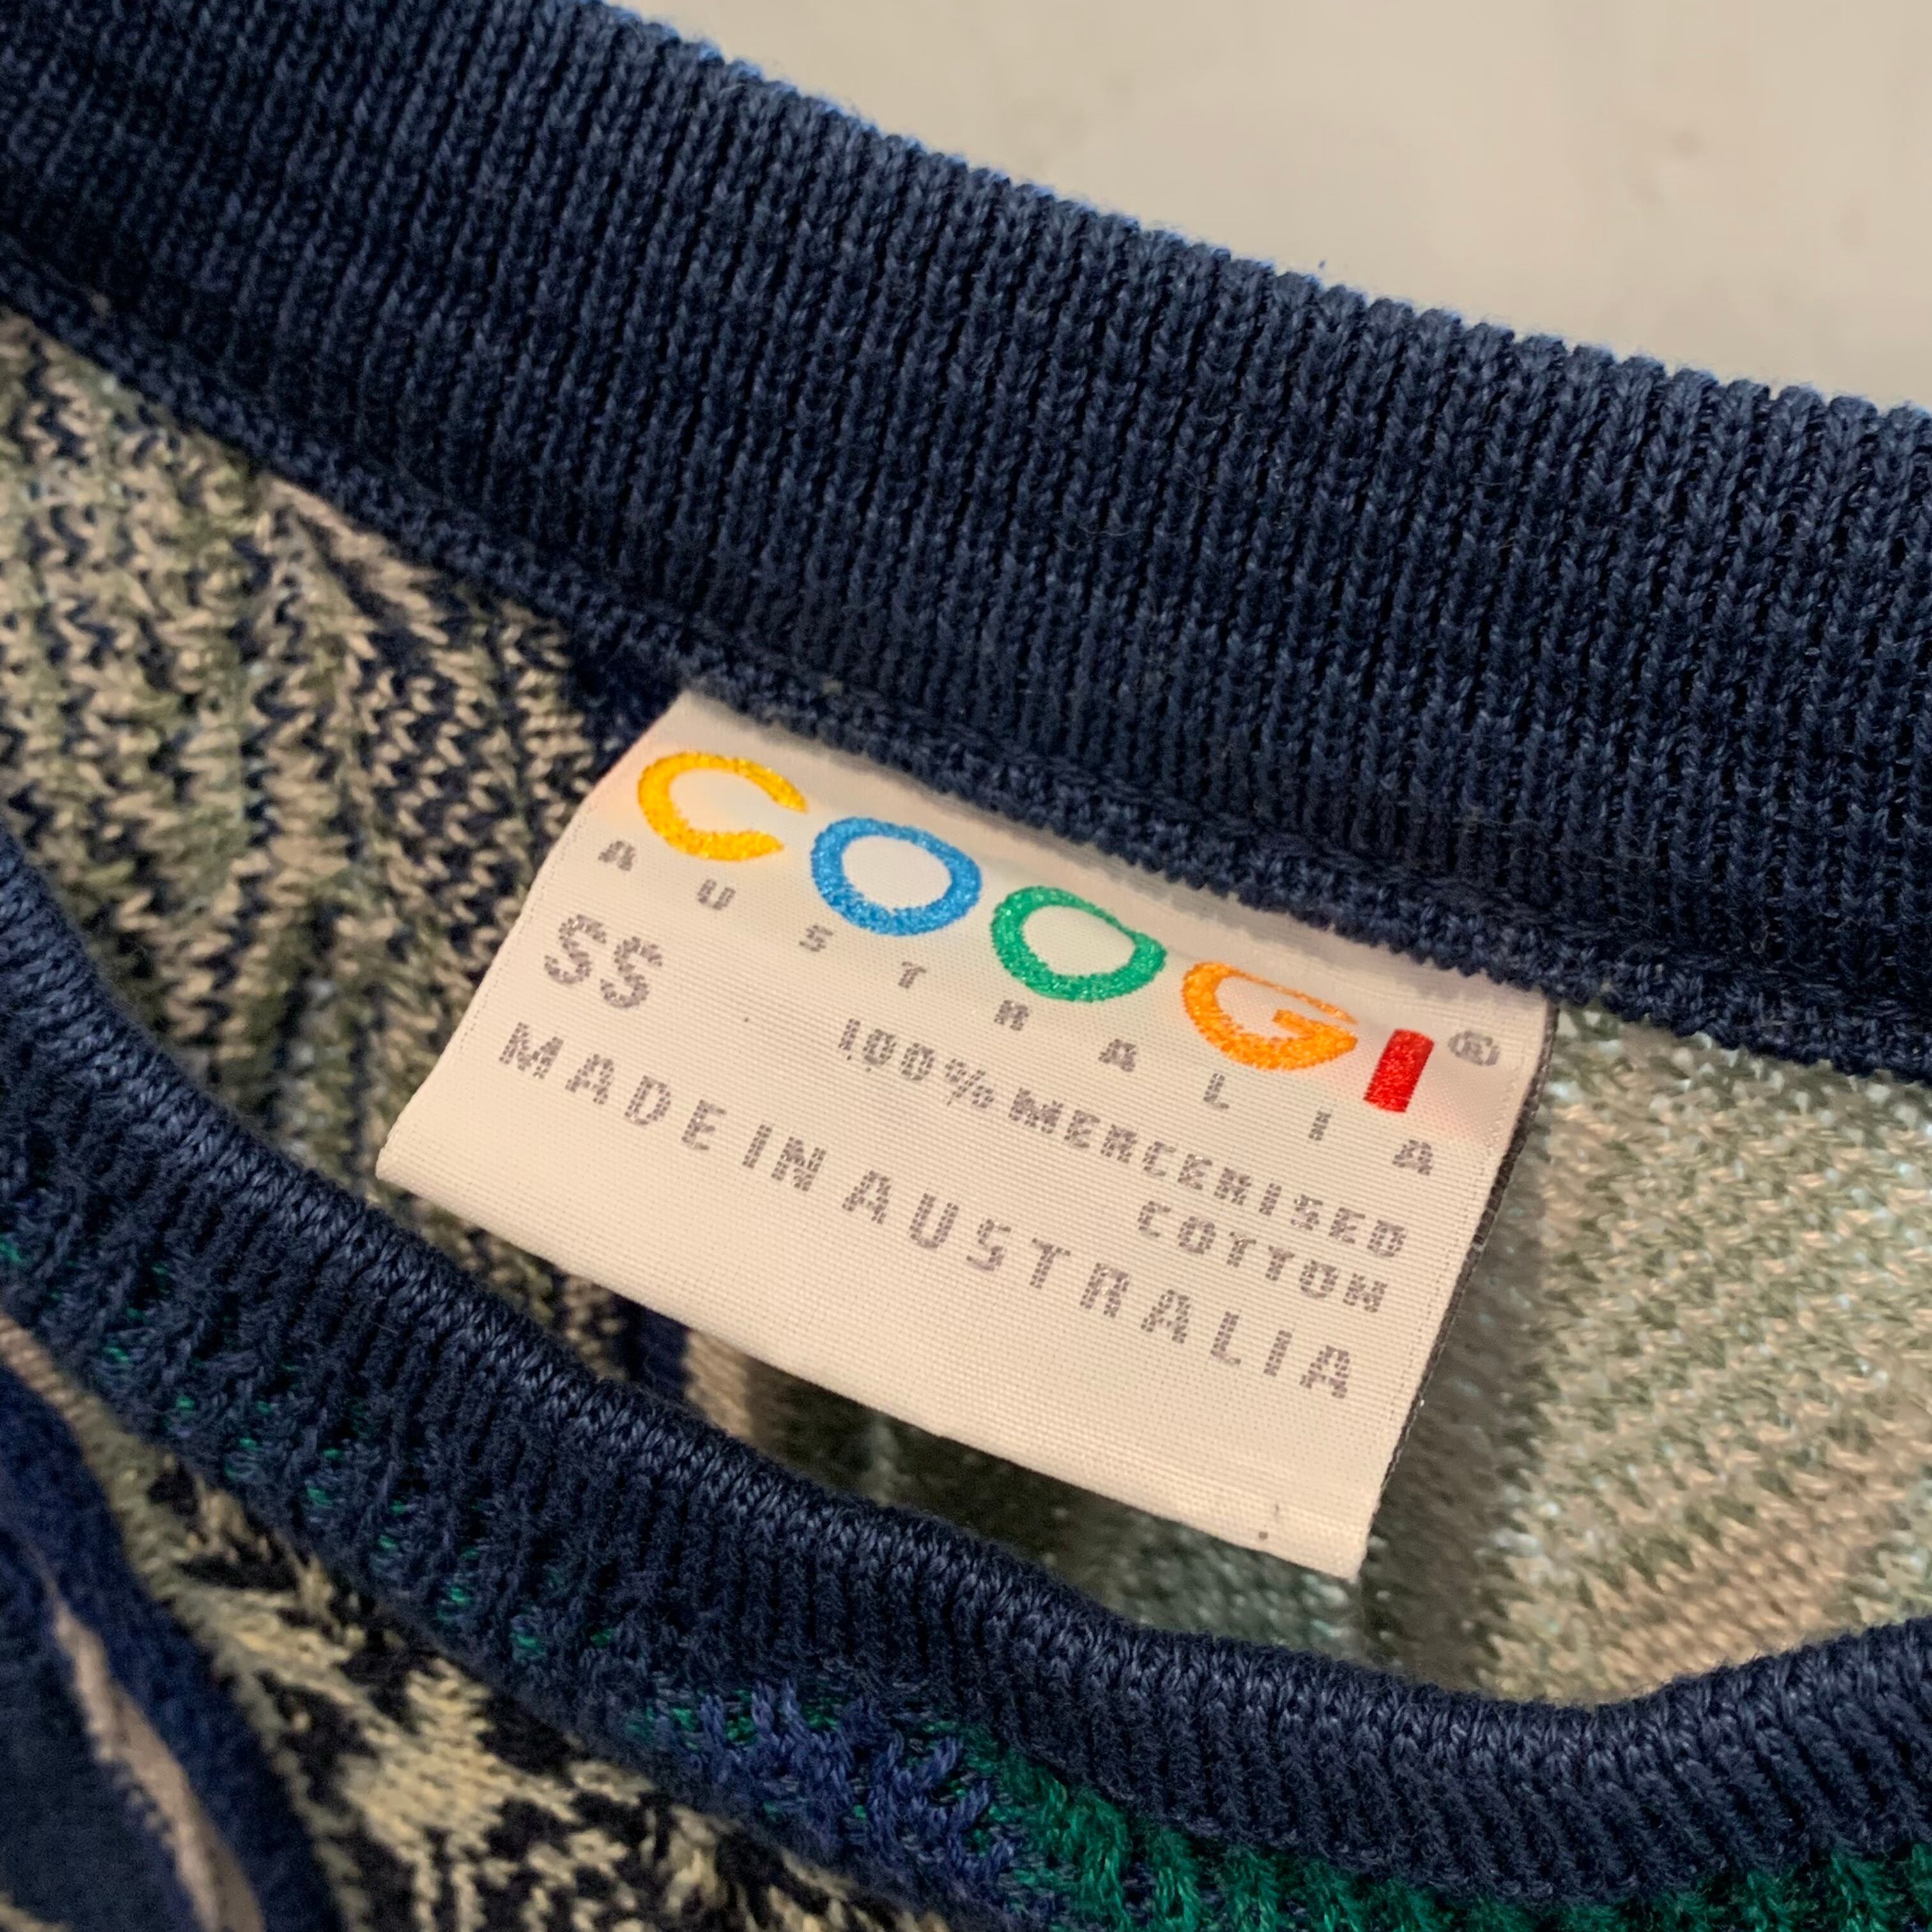 COOGI®
AUSTRALIA
SS
100% MERCERISED
COTTON
MADE IN AUSTRALIA